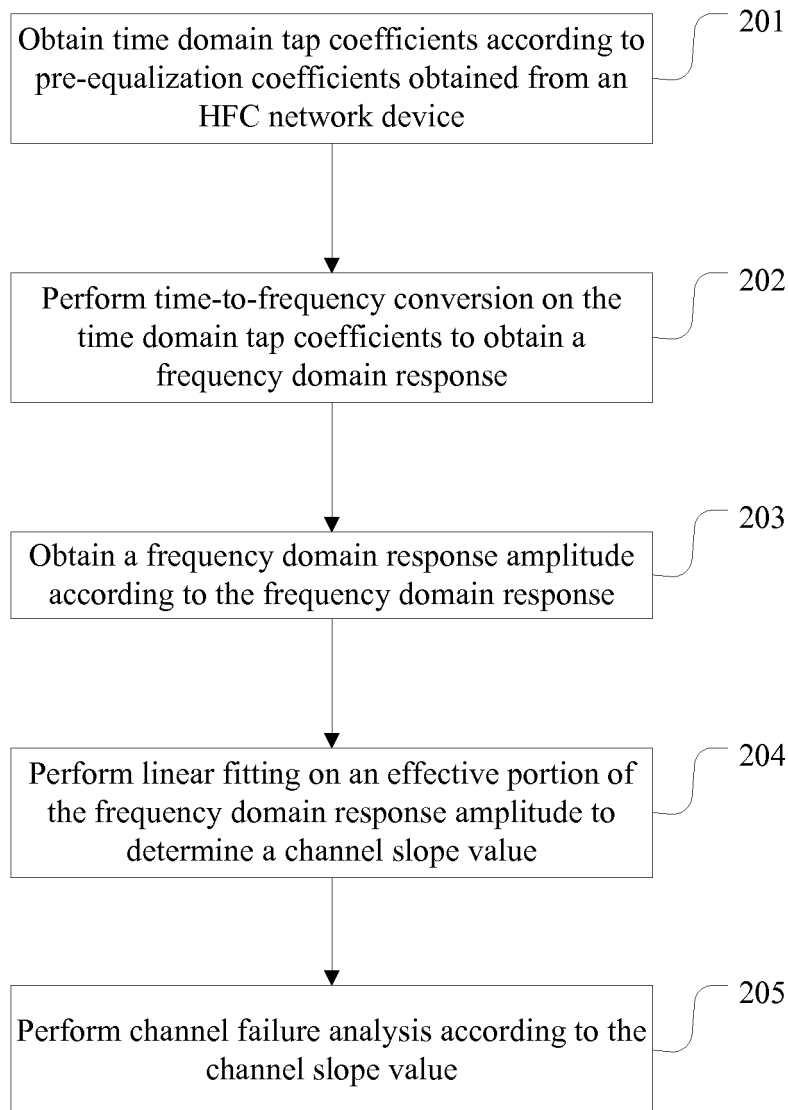 Obtain time domain tap coefficients according to
pre-equalization coefficients obtained from an
HFC network device
201
Perform time-to-frequency conversion on the
time domain tap coefficients to obtain a
frequency domain response
202
Obtain a frequency domain response amplitude
according to the frequency domain response
203
Perform linear fitting on an effective portion of
the frequency domain response amplitude to
determine a channel slope value
204
Perform channel failure analysis according to the
channel slope value
205